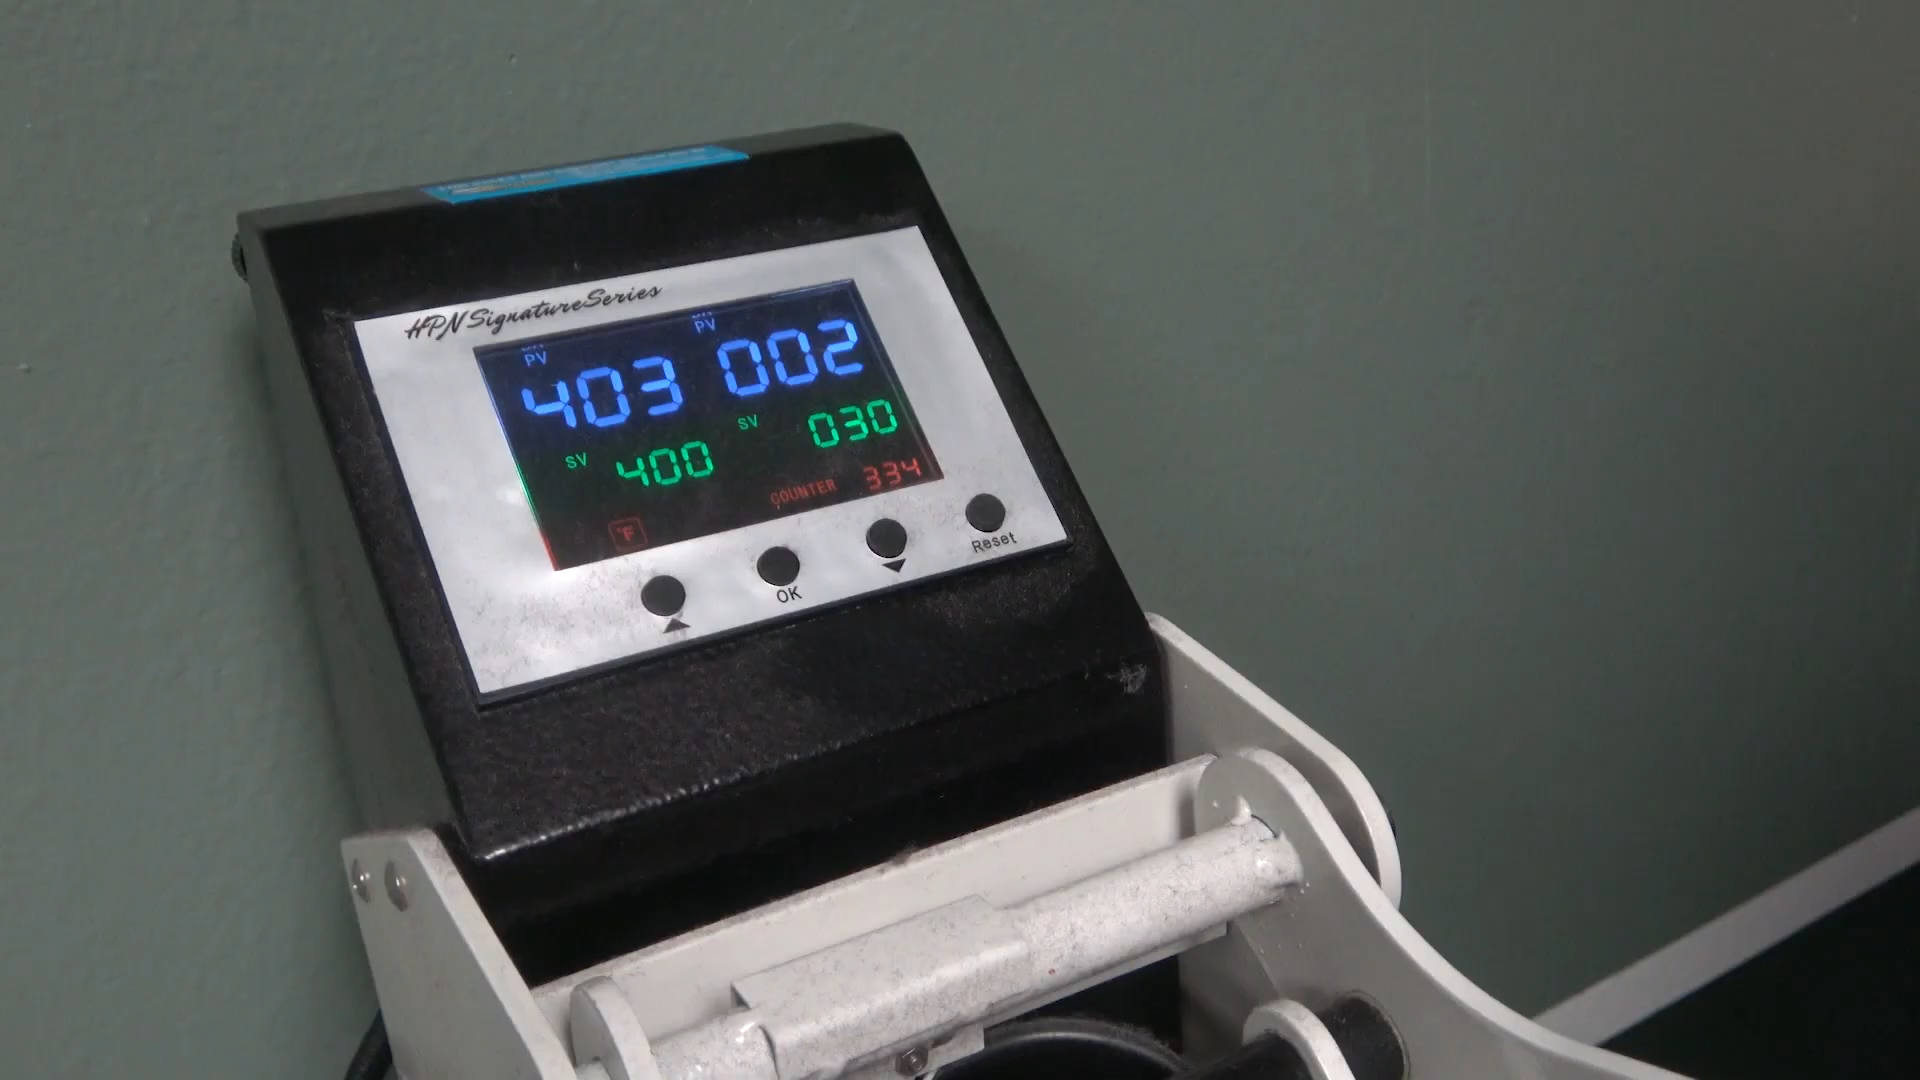 HPN SignatureSeries
PV PV
403 002
SV 400 SV 030
COUNTER 334
°F
OK
Reset